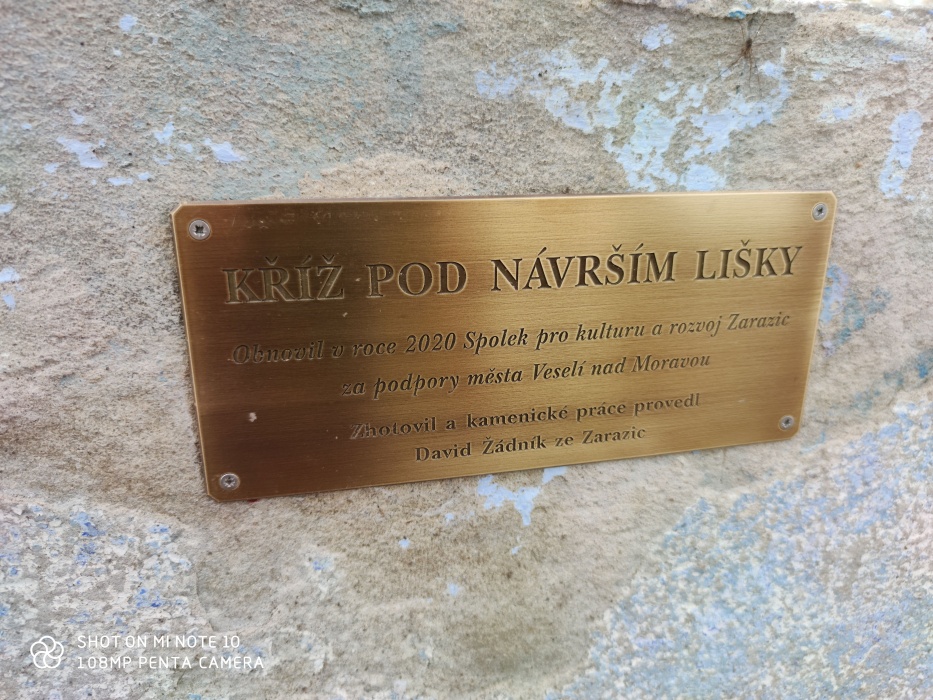 KŘÍŽ POD NÁVRŠÍM LIŠKY
Obnovil v roce 2020 Spolek pro kulturu a rozvoj Zarazic
za podpory města Veselí nad Moravou
Zhotovil a kamenické práce provedl
David Žádník ze Zarazic
SHOT ON MI NOTE 10
108MP PENTA CAMERA